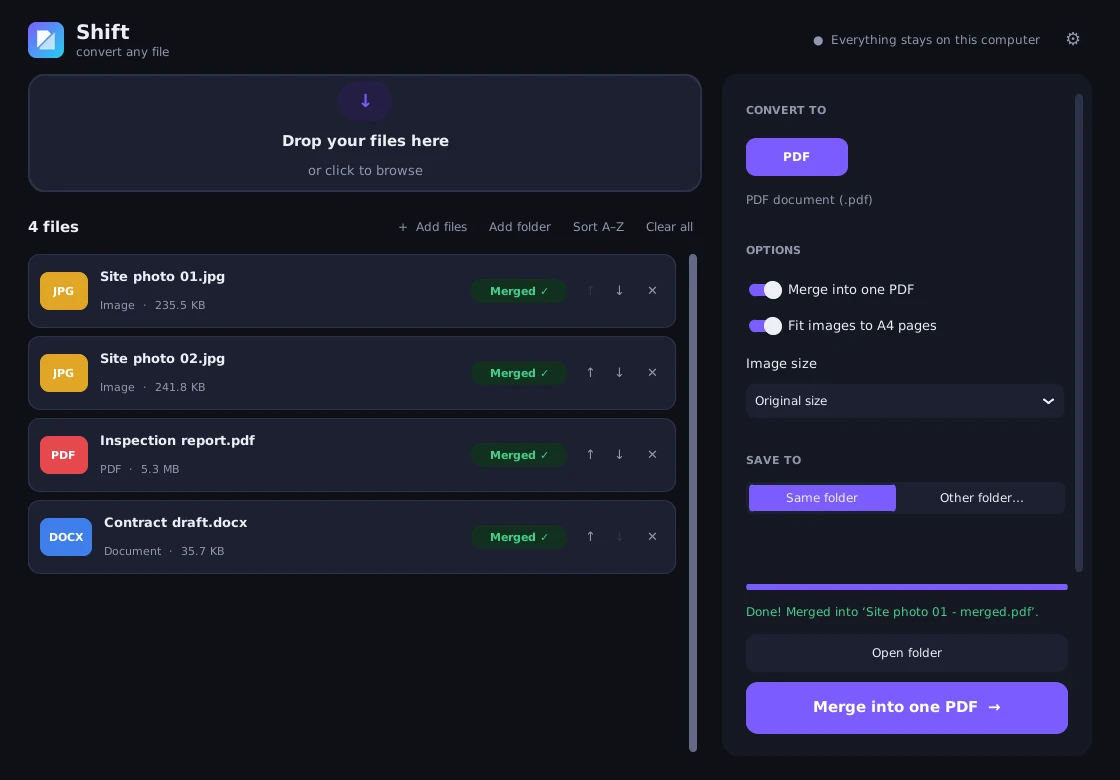 Shift
convert any file
Everything stays on this computer
↓
Drop your files here
or click to browse
4 files
+ Add files
Add folder
Sort A–Z
Clear all
JPG
Site photo 01.jpg
Image · 235.5 KB
Merged ✓
JPG
Site photo 02.jpg
Image · 241.8 KB
Merged ✓
PDF
Inspection report.pdf
PDF · 5.3 MB
Merged ✓
DOCX
Contract draft.docx
Document · 35.7 KB
Merged ✓
CONVERT TO
PDF
PDF document (.pdf)
OPTIONS
Merge into one PDF
Fit images to A4 pages
Image size
Original size
SAVE TO
Same folder
Other folder…
Done! Merged into ‘Site photo 01 - merged.pdf’.
Open folder
Merge into one PDF →